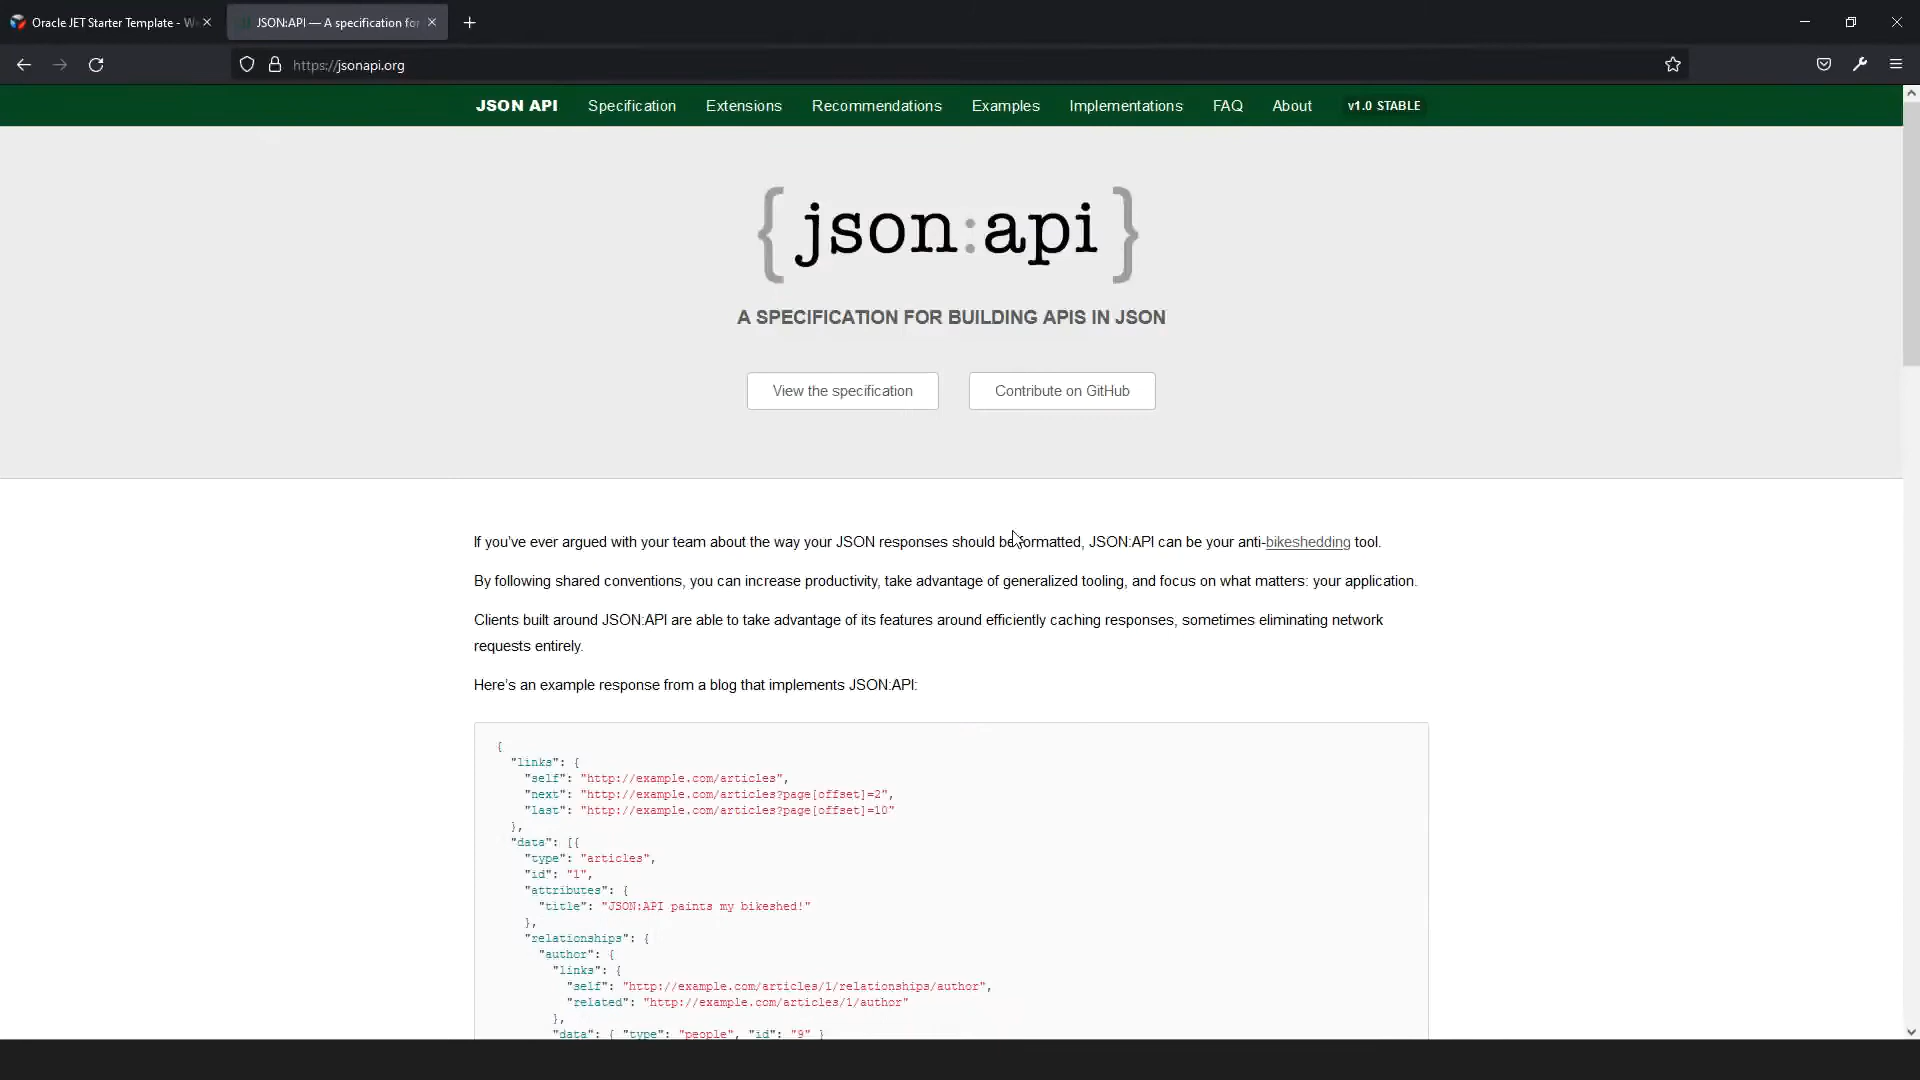 Oracle JET Starter Template - W
JSON:API — A specification for
https://jsonapi.org
JSON API Specification Extensions Recommendations Examples Implementations FAQ About v1.0 STABLE
{ json:api }
A SPECIFICATION FOR BUILDING APIS IN JSON
View the specification Contribute on GitHub
If you've ever argued with your team about the way your JSON responses should be formatted, JSON:API can be your anti-bikeshedding tool.
By following shared conventions, you can increase productivity, take advantage of generalized tooling, and focus on what matters: your application.
Clients built around JSON:API are able to take advantage of its features around efficiently caching responses, sometimes eliminating network
requests entirely.
Here's an example response from a blog that implements JSON:API:
{
"links": {
"self": "http://example.com/articles",
"next": "http://example.com/articles?page[offset]=2",
"last": "http://example.com/articles?page[offset]=10"
},
"data": [{
"type": "articles",
"id": "1",
"attributes": {
"title": "JSON:API paints my bikeshed!"
},
"relationships": {
"author": {
"links": {
"self": "http://example.com/articles/1/relationships/author",
"related": "http://example.com/articles/1/author"
},
"data": { "type": "people", "id": "9" }